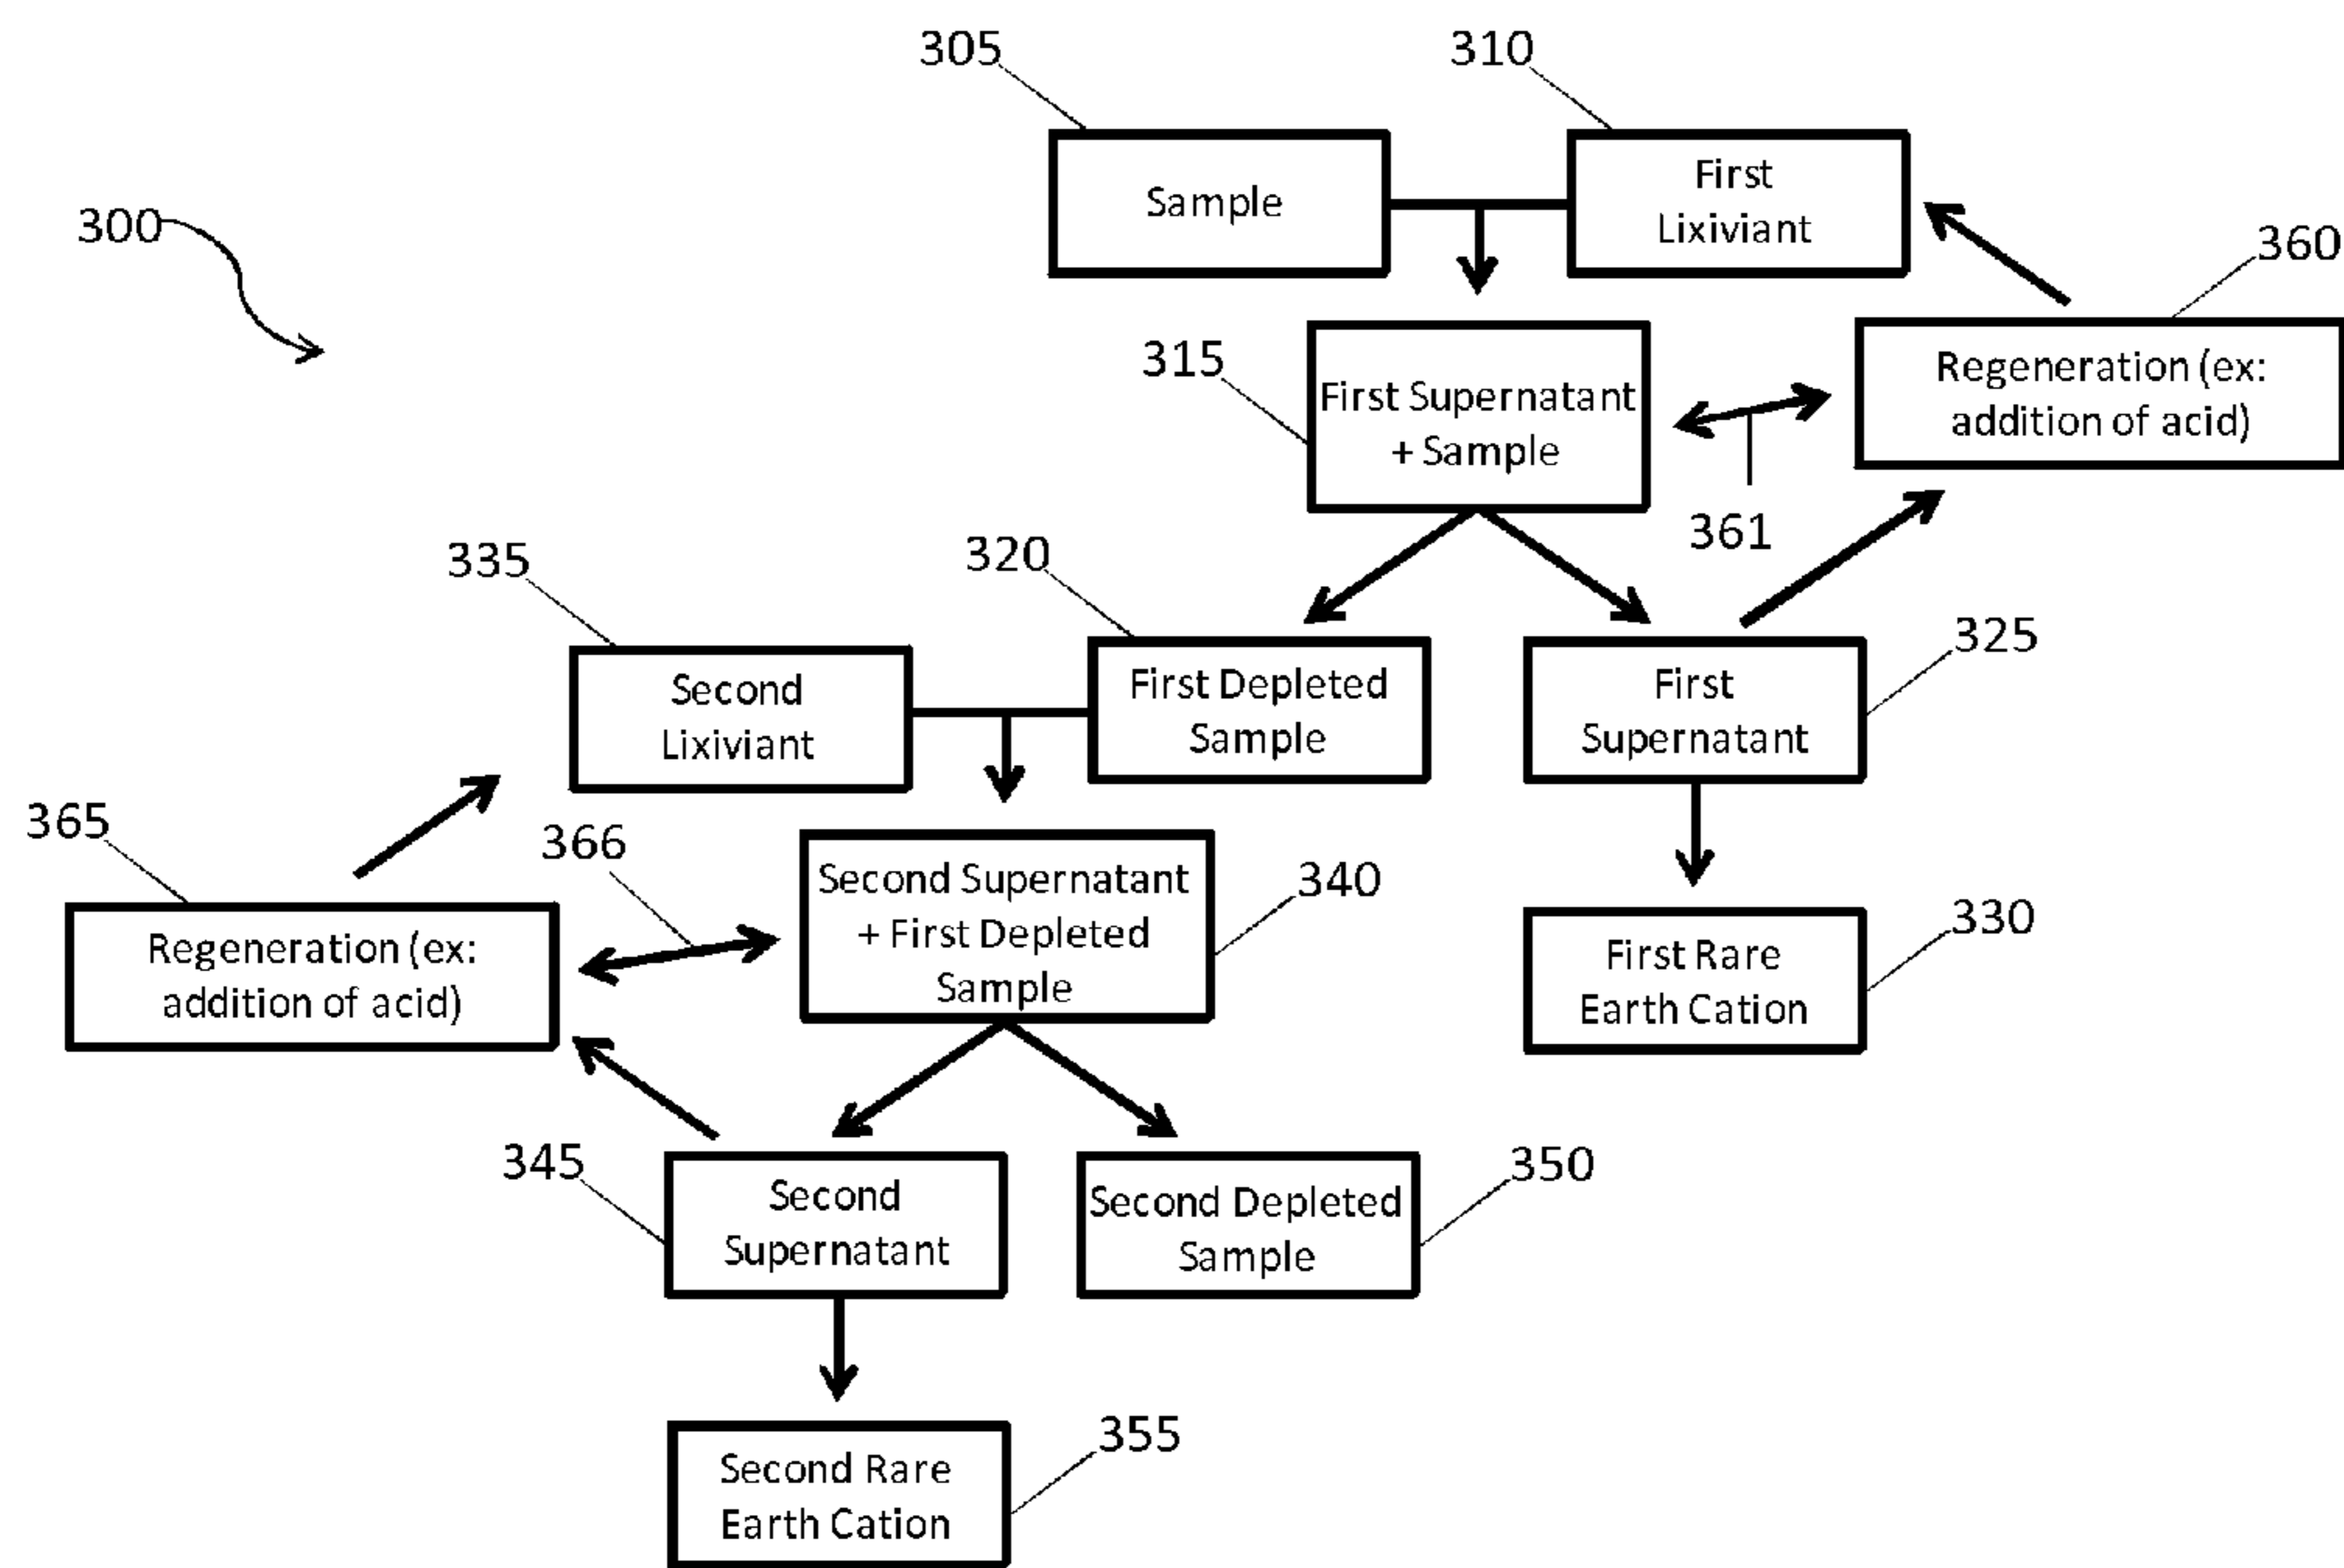 305
310
Sample
First
Lixiviant
300
360
315
First Supernatant
+ Sample
Regeneration (ex:
addition of acid)
361
335
320
325
Second
Lixiviant
First Depleted
Sample
First
Supernatant
365
366
Second Supernatant
+ First Depleted
Sample
340
330
Regeneration (ex:
addition of acid)
First Rare
Earth Cation
345
350
Second
Supernatant
Second Depleted
Sample
355
Second Rare
Earth Cation